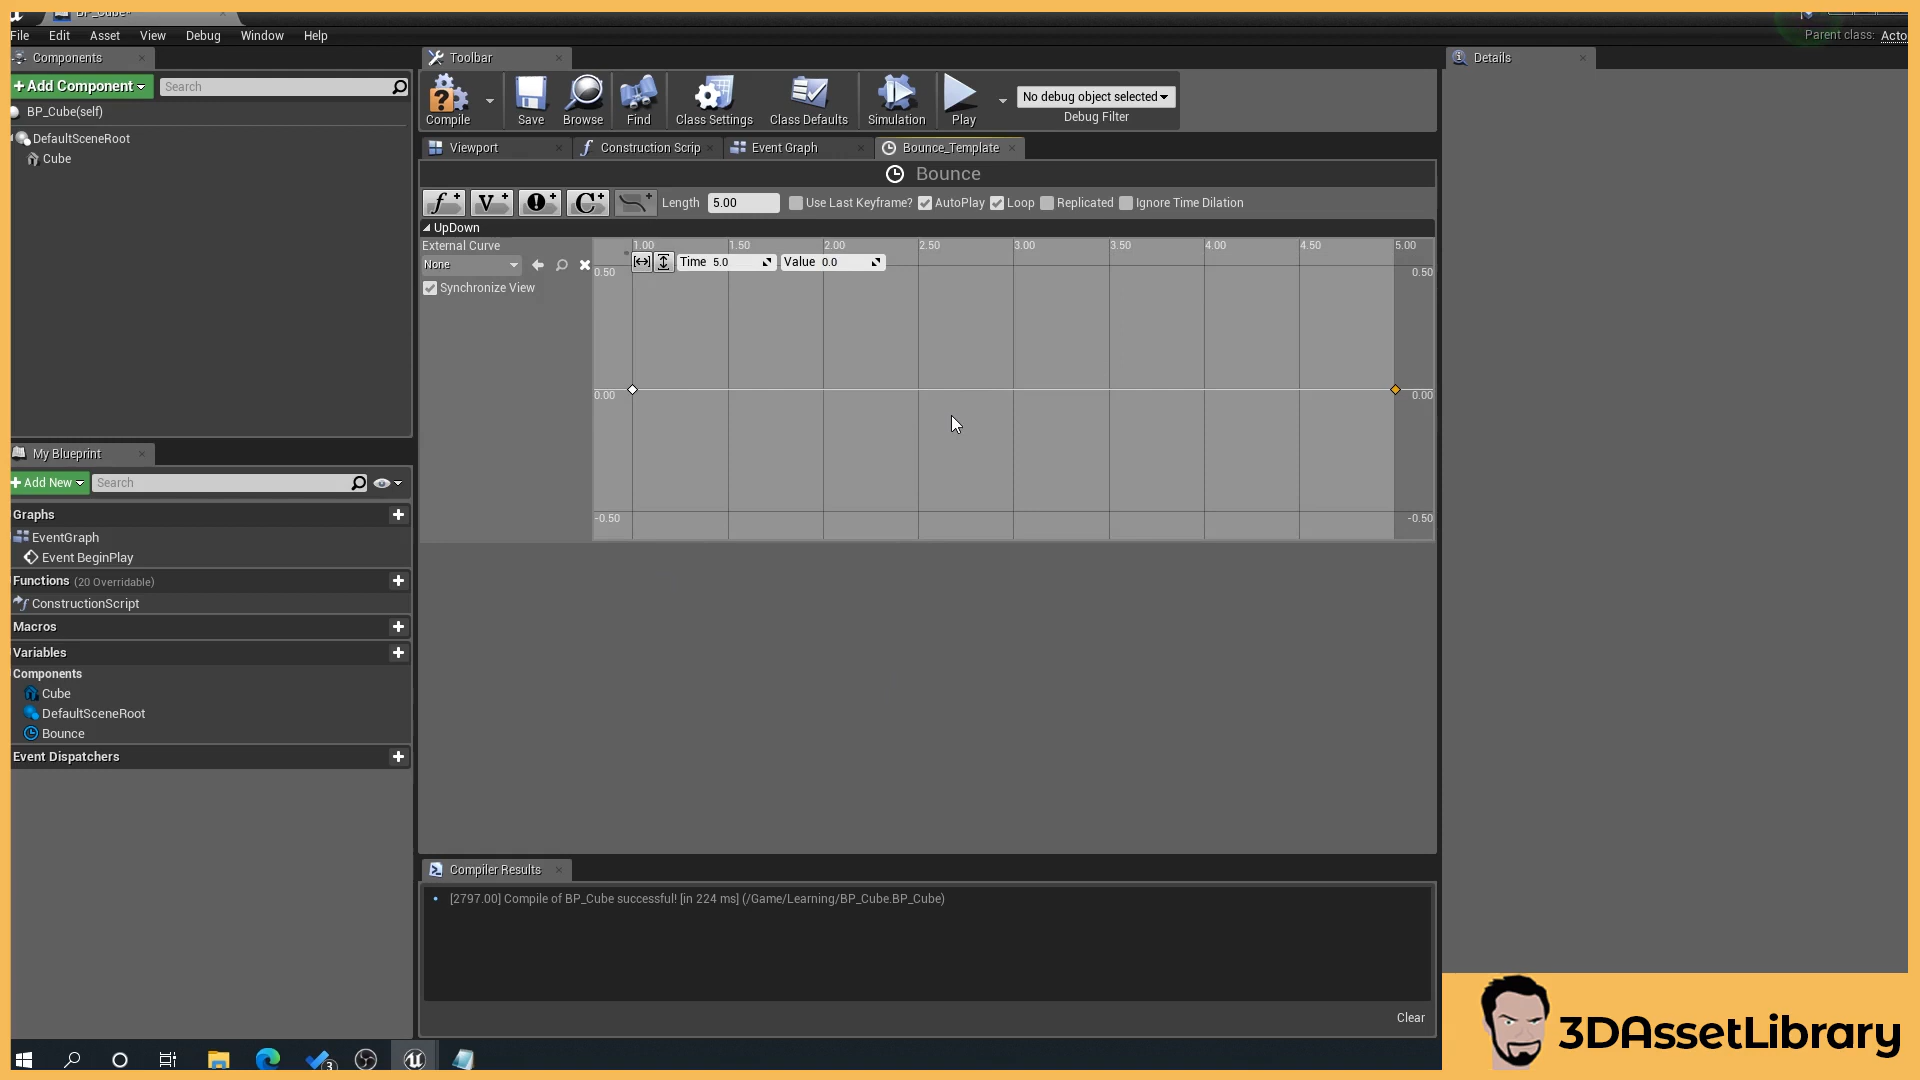 BP_Cube*
File Edit Asset View Debug Window Help
Parent class: Acto
Components
Toolbar
Details
+ Add Component
Search
BP_Cube(self)
DefaultSceneRoot
Cube
Compile
Save
Browse
Find
Class Settings
Class Defaults
Simulation
Play
No debug object selected
Debug Filter
Viewport
Construction Scrip
Event Graph
Bounce_Template
Bounce
f+ V+ !+ C+ Length 5.00 Use Last Keyframe? AutoPlay Loop Replicated Ignore Time Dilation
UpDown
External Curve
None
Synchronize View
1.00 1.50 2.00 2.50 3.00 3.50 4.00 4.50 5.00
Time 5.0 Value 0.0
0.50 0.50
0.00 0.00
-0.50 -0.50
My Blueprint
+ Add New
Search
Graphs
EventGraph
Event BeginPlay
Functions (20 Overridable)
ConstructionScript
Macros
Variables
Components
Cube
DefaultSceneRoot
Bounce
Event Dispatchers
Compiler Results
[2797.00] Compile of BP_Cube successful! [in 224 ms] (/Game/Learning/BP_Cube.BP_Cube)
Clear
3
3DAssetLibrary